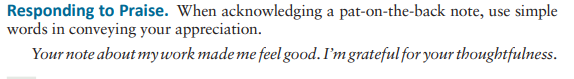 Responding to Praise. When acknowledging a pat-on-the-back note, use simple
words in conveying your appreciation.
Your note about my work made me feel good. I'm grateful for your thoughtfulness.